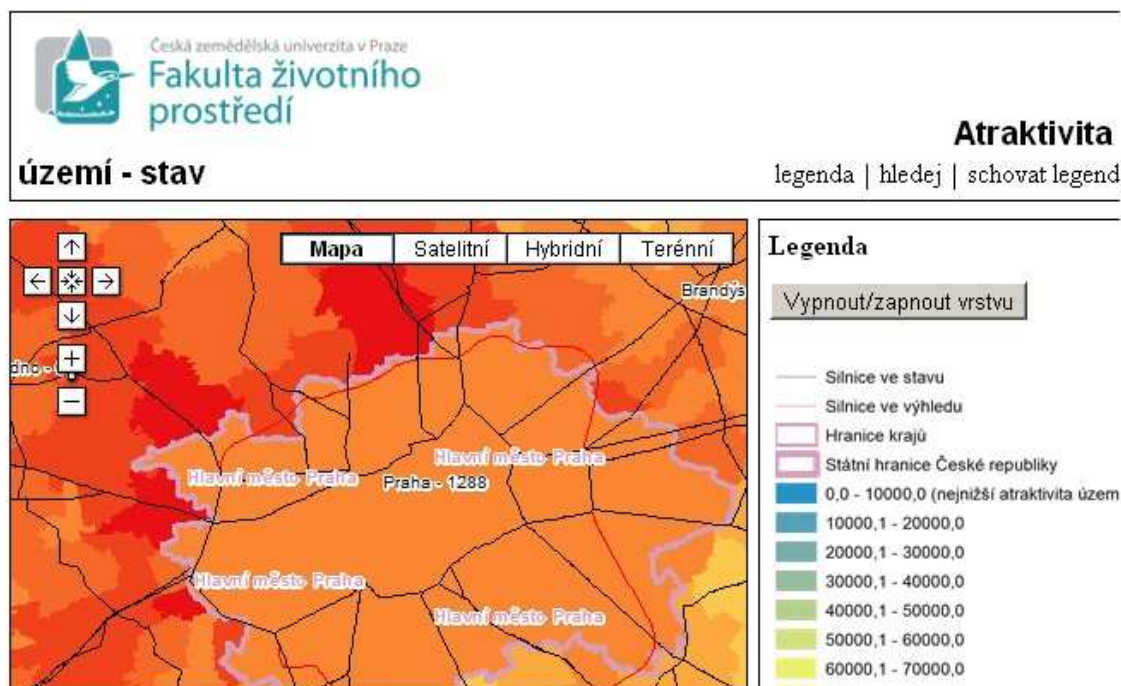 Česká zemědělská univerzita v Praze
Fakulta životního
prostředí
Atraktivita
území - stav
legenda | hledej | schovat legend
Mapa Satelitní Hybridní Terénní
Brandýs
Hlavní město Praha
Hlavní město Praha
Praha - 1288
Hlavní město Praha
Hlavní město Praha
Legenda
Vypnout/zapnout vrstvu
Silnice ve stavu
Silnice ve výhledu
Hranice krajů
Státní hranice České republiky
0,0 - 10000,0 (nejnižší atraktivita územ
10000,1 - 20000,0
20000,1 - 30000,0
30000,1 - 40000,0
40000,1 - 50000,0
50000,1 - 60000,0
60000,1 - 70000,0